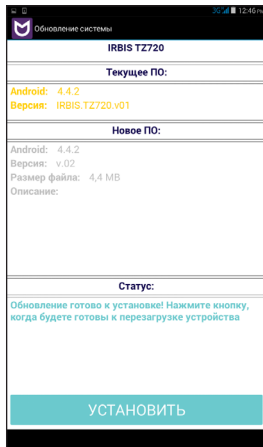 3G 12:46 PM
Обновление системы
IRBIS TZ720
Текущее ПО:
Android: 4.4.2
Версия: IRBIS.TZ720.v01
Новое ПО:
Android: 4.4.2
Версия: v.02
Размер файла: 4,4 MB
Описание:
Статус:
Обновление готово к установке! Нажмите кнопку,
когда будете готовы к перезагрузке устройства
УСТАНОВИТЬ